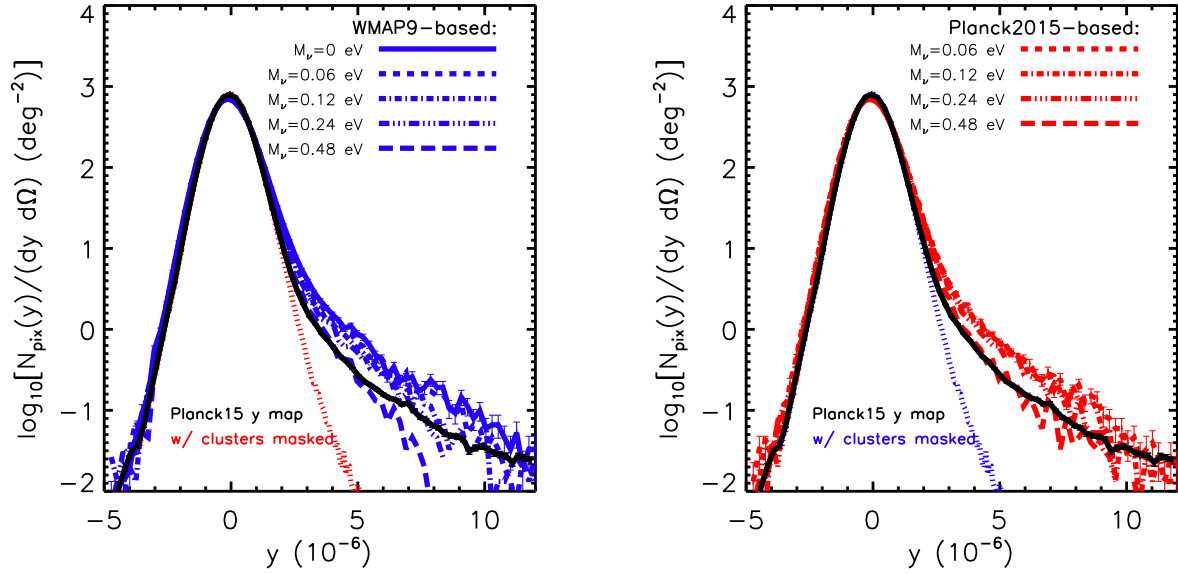 WMAP9-based:
Mν=0 eV
Mν=0.06 eV
Mν=0.12 eV
Mν=0.24 eV
Mν=0.48 eV
log10[Npix(y)/(dy dΩ) (deg−2)]
4
3
2
1
0
−1
−2
Planck15 y map
w/ clusters masked
−5
0
5
10
y (10−6)
Planck2015-based:
Mν=0.06 eV
Mν=0.12 eV
Mν=0.24 eV
Mν=0.48 eV
log10[Npix(y)/(dy dΩ) (deg−2)]
4
3
2
1
0
−1
−2
Planck15 y map
w/ clusters masked
−5
0
5
10
y (10−6)